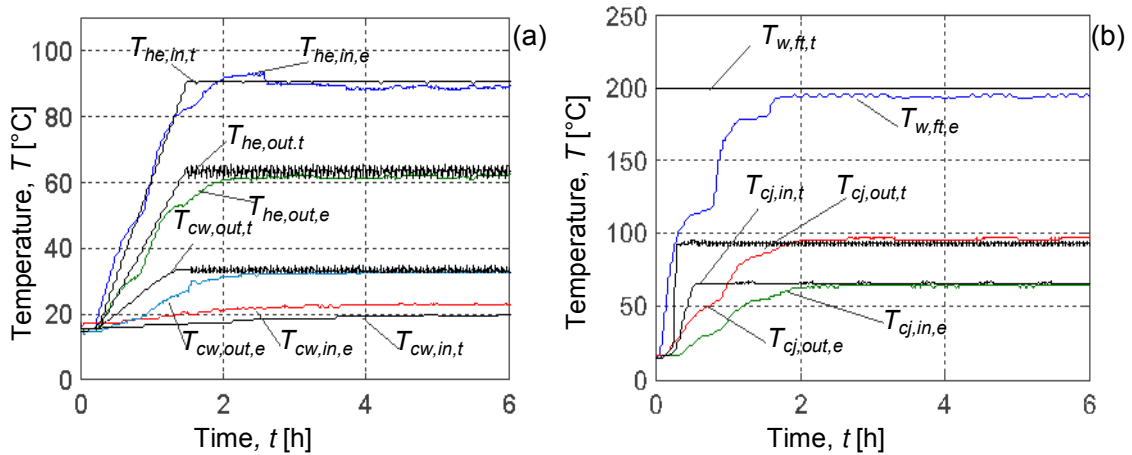 (a)
Temperature, T [°C]
100
80
60
40
20
0
T_he,in,t
T_he,in,e
T_he,out.t
T_he,out,e
T_cw,out,t
T_cw,out,e
T_cw,in,e
T_cw,in,t
0 2 4 6
Time, t [h]
(b)
Temperature, T [°C]
250
200
150
100
50
0
T_w,ft,t
T_w,ft,e
T_cj,in,t
T_cj,out,t
T_cj,in,e
T_cj,out,e
0 2 4 6
Time, t [h]